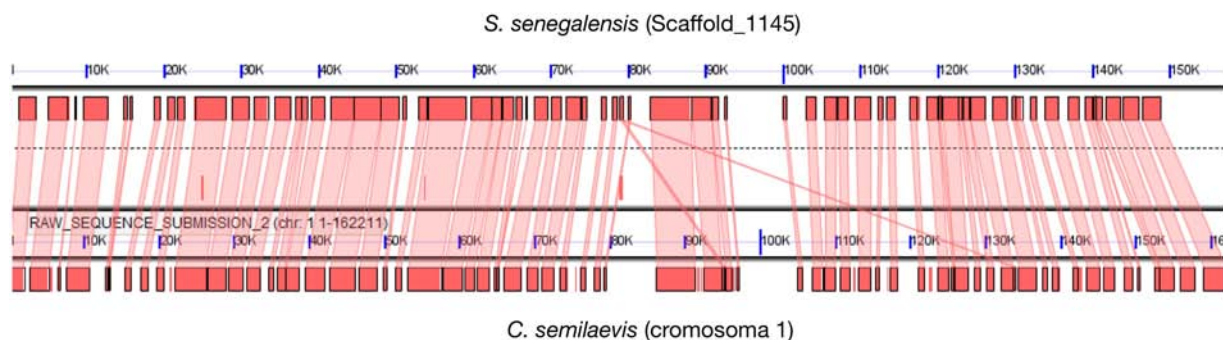 S. senegalensis (Scaffold_1145)
10K 20K 30K 40K 50K 60K 70K 80K 90K 100K 110K 120K 130K 140K 150K
RAW_SEQUENCE_SUBMISSION_2 (chr: 1 1-162211)
10K 20K 30K 40K 50K 60K 70K 80K 90K 100K 110K 120K 130K 140K 150K
C. semilaevis (cromosoma 1)